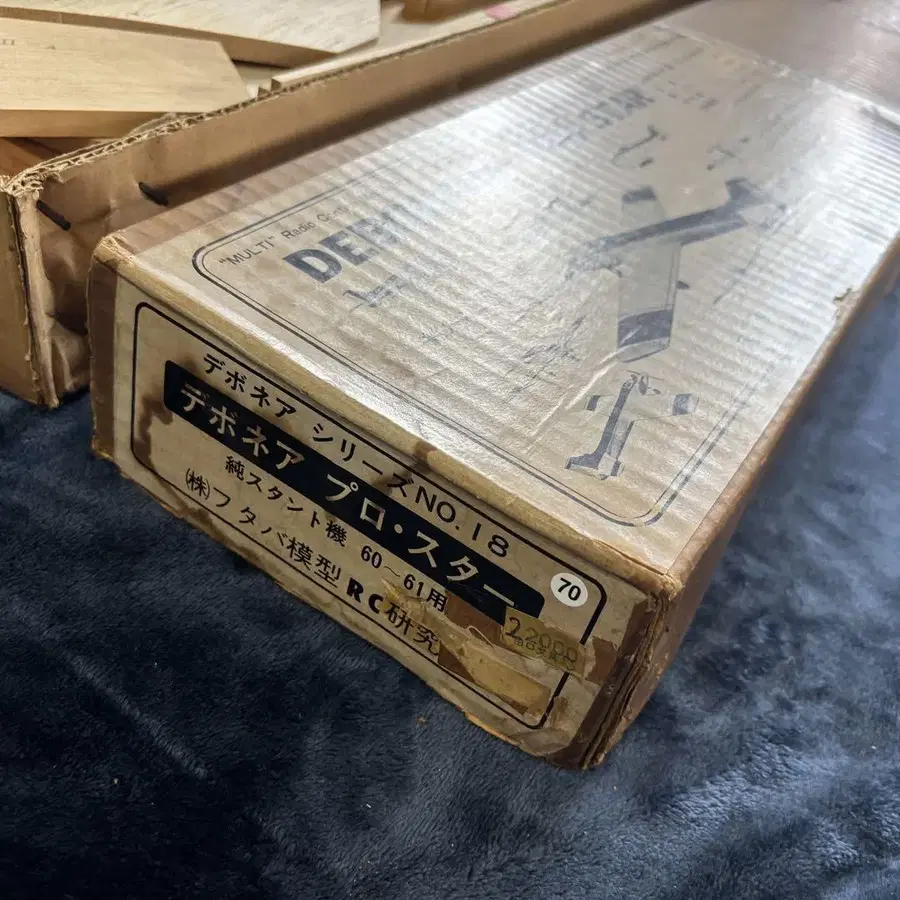 "MULTI" Radio
DEB
デボネア シリーズNO.18
デボネア プロ・スター
純スタント機 60〜61用
70
(株)フタバ模型RC研究
22000